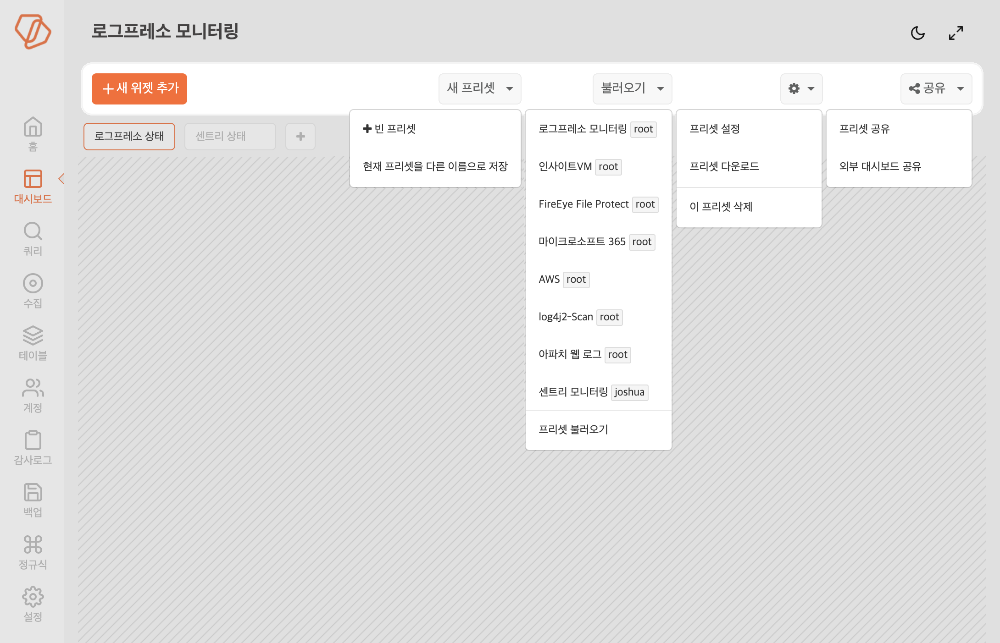 로그프레소 모니터링
새 위젯 추가
새 프리셋
불러오기
공유
로그프레소 상태
센트리 상태
빈 프리셋
현재 프리셋을 다른 이름으로 저장
로그프레소 모니터링 root
인사이트VM root
FireEye File Protect root
마이크로소프트 365 root
AWS root
log4j2-Scan root
아파치 웹 로그 root
센트리 모니터링 joshua
프리셋 불러오기
프리셋 설정
프리셋 다운로드
이 프리셋 삭제
프리셋 공유
외부 대시보드 공유
홈
대시보드
쿼리
수집
테이블
계정
감사로그
백업
정규식
설정